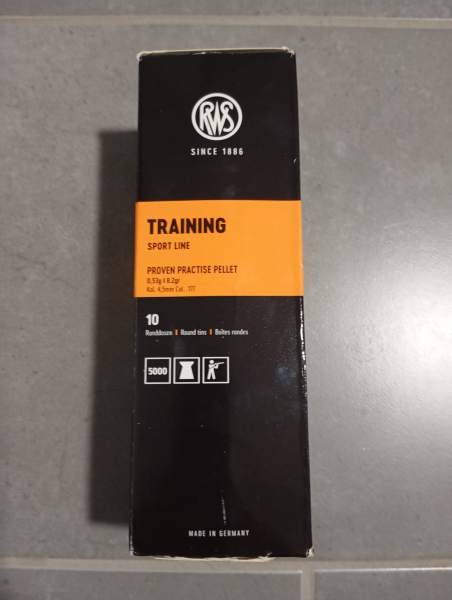 RWS
SINCE 1886
TRAINING
SPORT LINE
PROVEN PRACTISE PELLET
0,53g | 8.2gr
Kal. 4,5mm Cal. .177
10
Runddosen | Round tins | Boîtes rondes
5000
MADE IN GERMANY